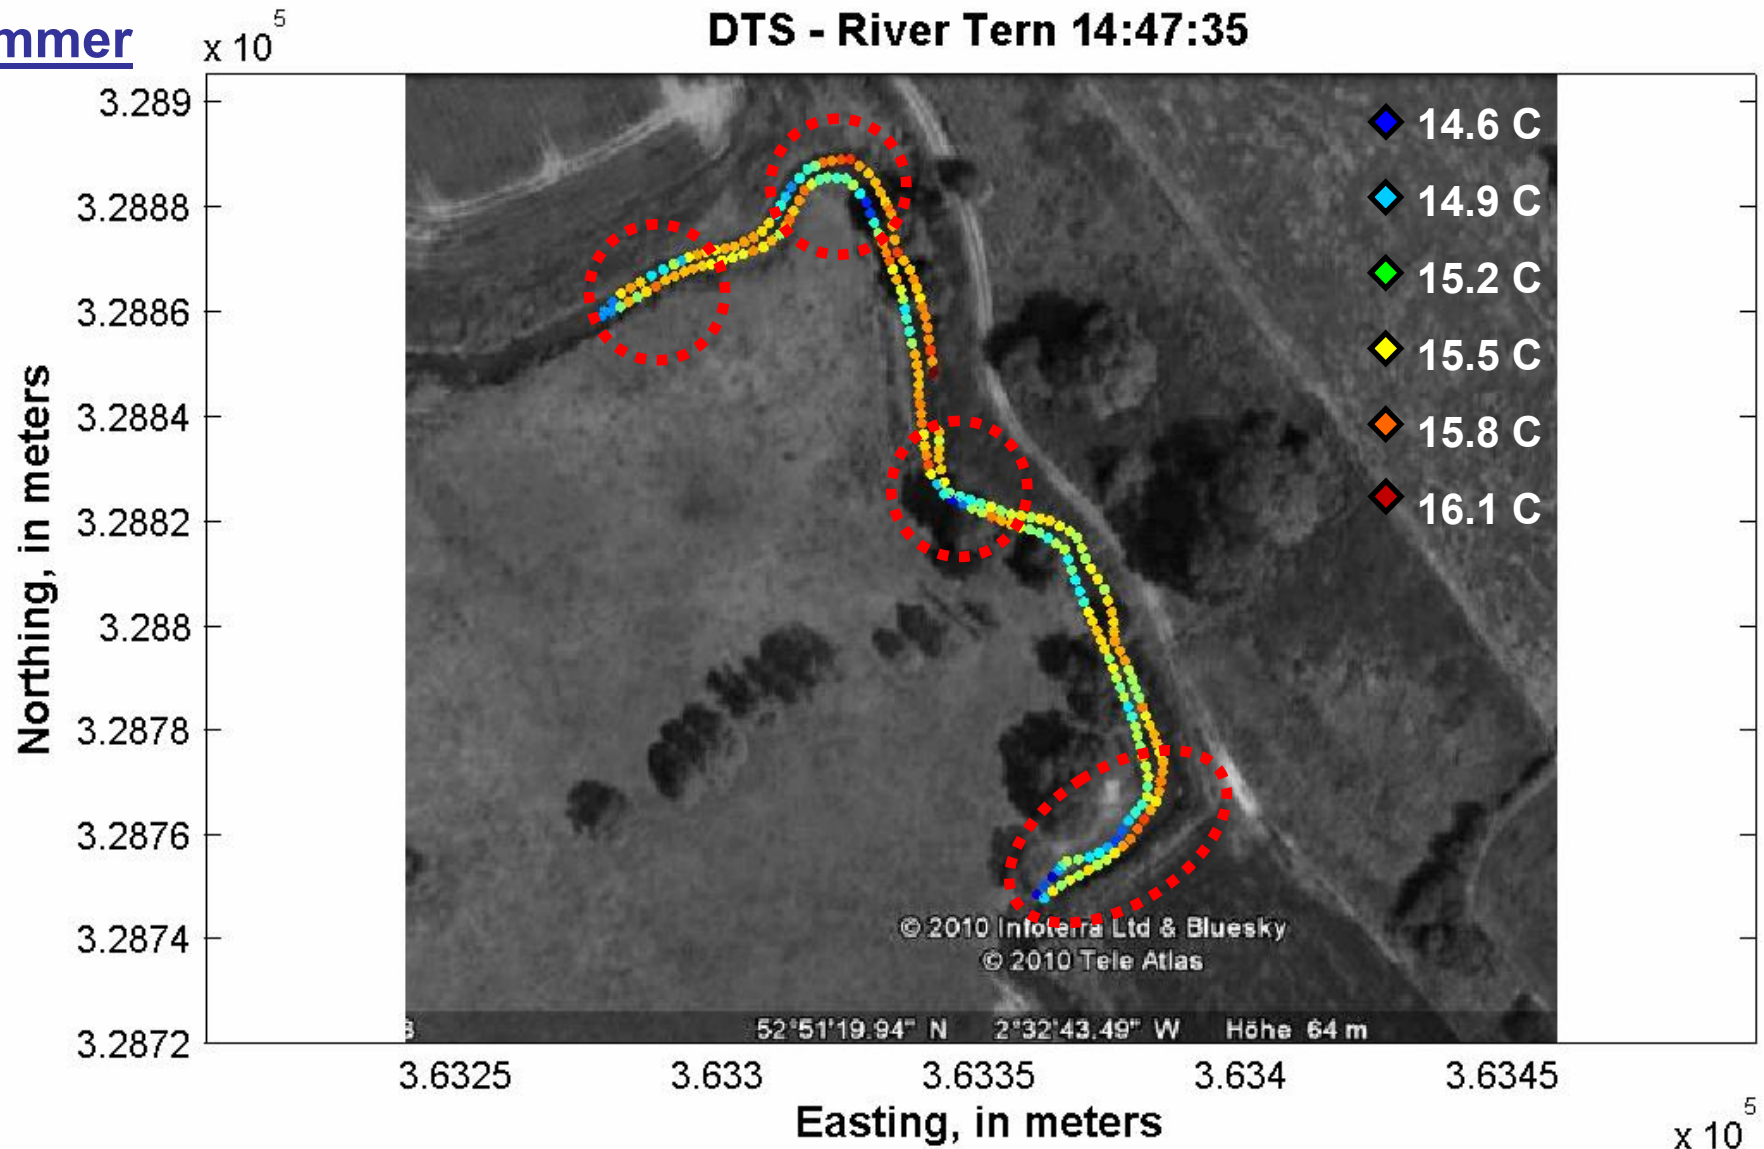 mmer
x 10 5
DTS - River Tern 14:47:35
3.289
3.2888
3.2886
3.2884
3.2882
3.288
3.2878
3.2876
3.2874
3.2872
Northing, in meters
14.6 C
14.9 C
15.2 C
15.5 C
15.8 C
16.1 C
© 2010 Infoterra Ltd & Bluesky
© 2010 Tele Atlas
52°51'19.94" N 2°32'43.49" W Höhe 64 m
3.6325 3.633 3.6335 3.634 3.6345
Easting, in meters
x 10 5